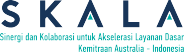 SKALA
Sinergi dan Kolaborasi untuk Akselerasi Layanan Dasar
Kemitraan Australia - Indonesia